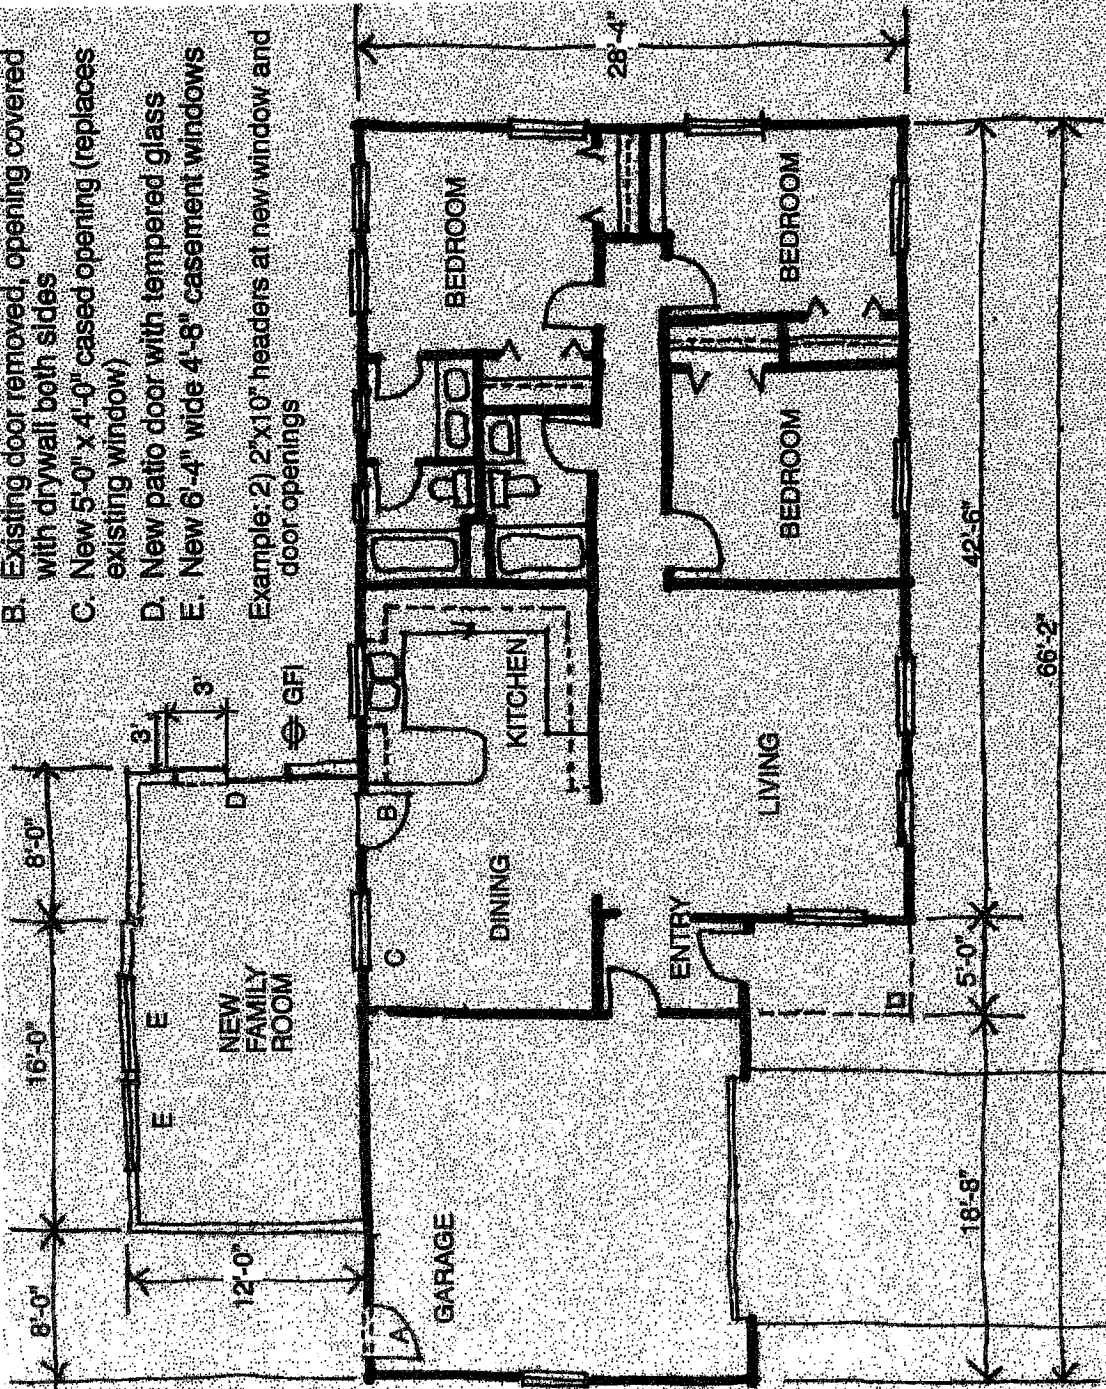 B. Existing door removed, opening covered
with drywall both sides
C. New 5'-0" x 4'-0" cased opening (replaces
existing window)
D. New patio door with tempered glass
E. New 6'-4" wide 4'-8" casement windows
Example: 2) 2"x10" headers at new window and
door openings
8'-0"
16'-0"
8'-0"
3'
3'
GFI
12'-0"
E
E
D
NEW
FAMILY
ROOM
28'-4"
A
C
B
GARAGE
DINING
KITCHEN
BEDROOM
ENTRY
LIVING
BEDROOM
BEDROOM
D
18'-8"
5'-0"
42'-6"
66'-2"